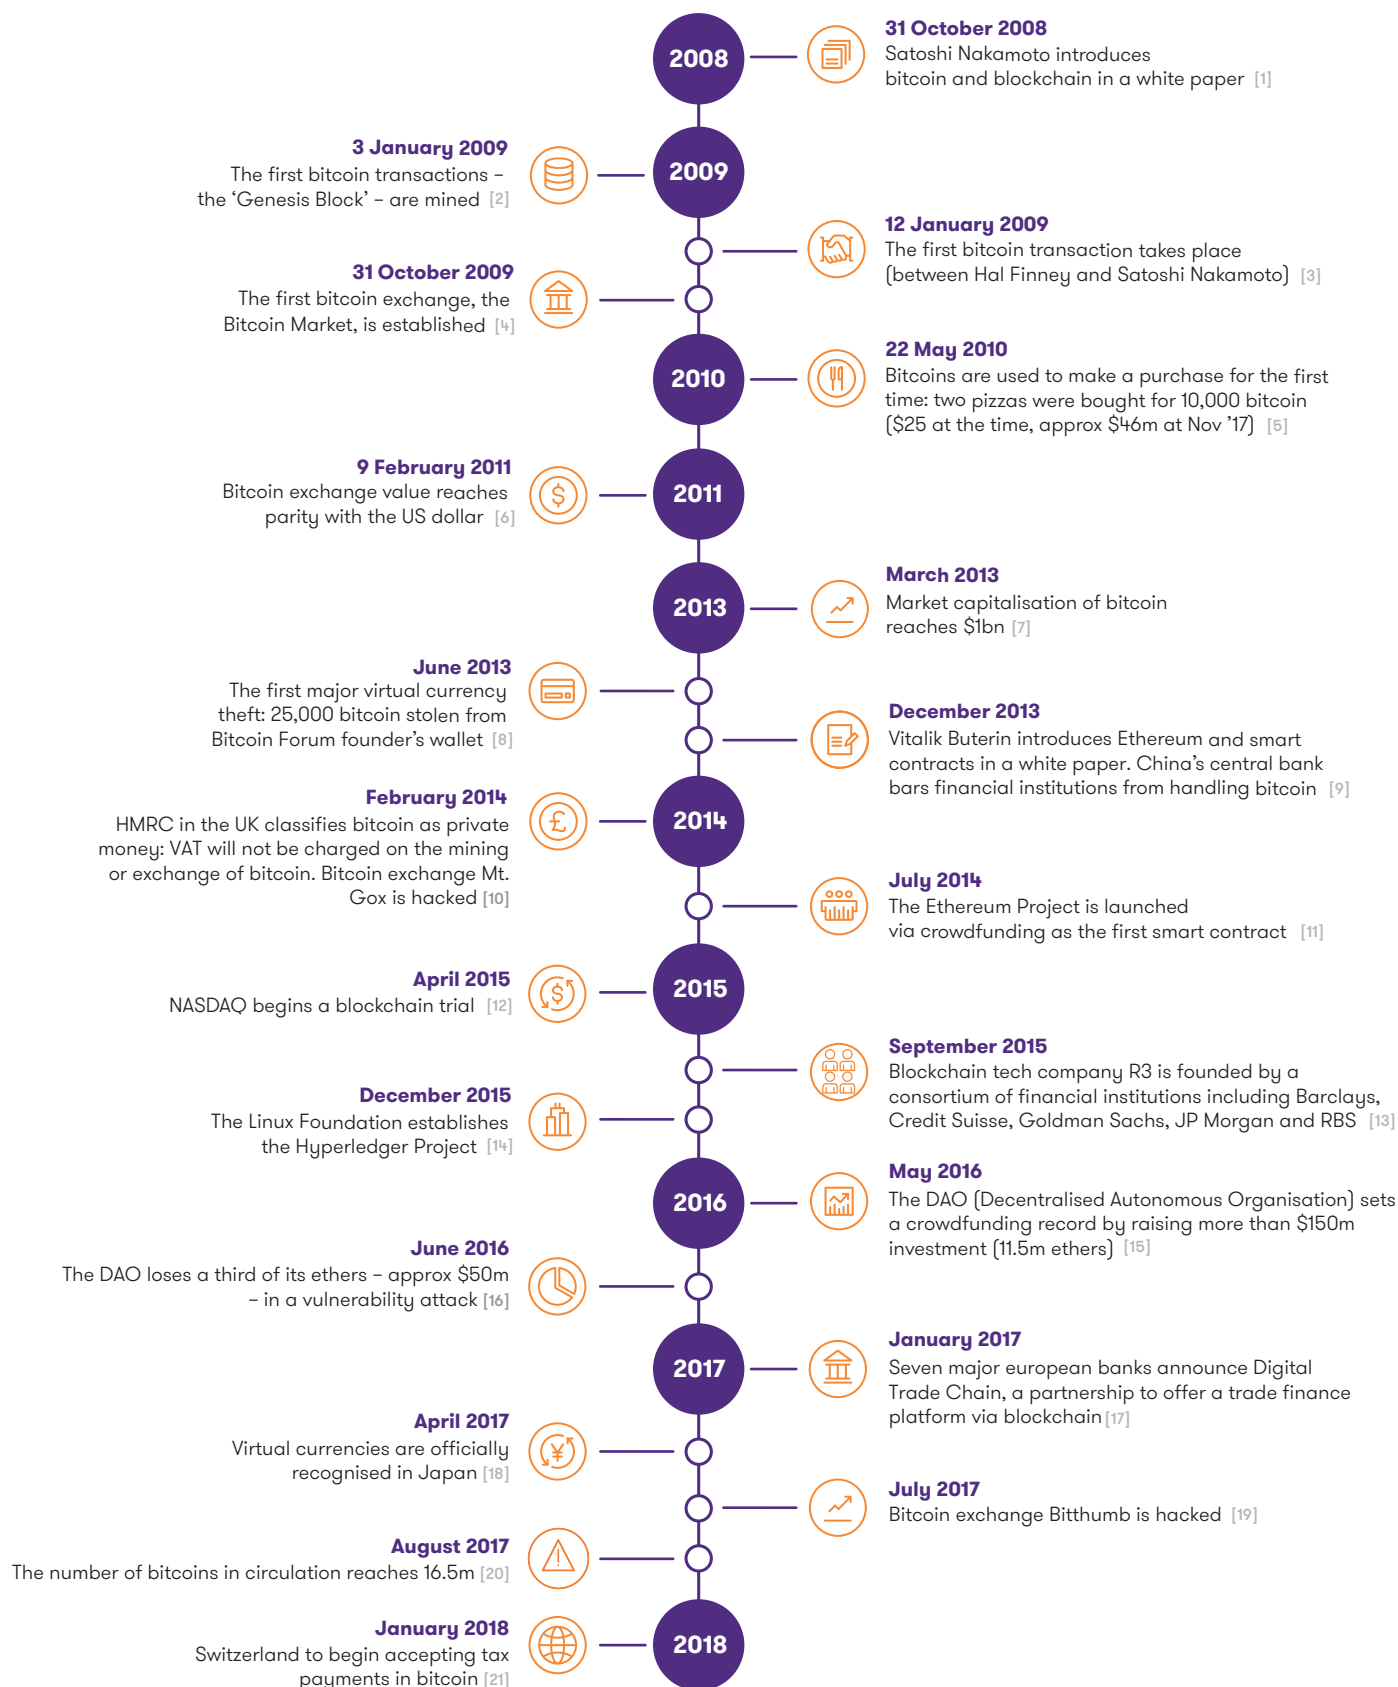 2008
31 October 2008
Satoshi Nakamoto introduces
bitcoin and blockchain in a white paper [1]
3 January 2009
The first bitcoin transactions –
the ‘Genesis Block’ – are mined [2]
2009
12 January 2009
The first bitcoin transaction takes place
(between Hal Finney and Satoshi Nakamoto) [3]
31 October 2009
The first bitcoin exchange, the
Bitcoin Market, is established [4]
2010
22 May 2010
Bitcoins are used to make a purchase for the first
time: two pizzas were bought for 10,000 bitcoin
($25 at the time, approx $46m at Nov ’17) [5]
9 February 2011
Bitcoin exchange value reaches
parity with the US dollar [6]
2011
2013
March 2013
Market capitalisation of bitcoin
reaches $1bn [7]
June 2013
The first major virtual currency
theft: 25,000 bitcoin stolen from
Bitcoin Forum founder’s wallet [8]
December 2013
Vitalik Buterin introduces Ethereum and smart
contracts in a white paper. China’s central bank
bars financial institutions from handling bitcoin [9]
February 2014
HMRC in the UK classifies bitcoin as private
money: VAT will not be charged on the mining
or exchange of bitcoin. Bitcoin exchange Mt.
Gox is hacked [10]
2014
July 2014
The Ethereum Project is launched
via crowdfunding as the first smart contract [11]
April 2015
NASDAQ begins a blockchain trial [12]
2015
September 2015
Blockchain tech company R3 is founded by a
consortium of financial institutions including Barclays,
Credit Suisse, Goldman Sachs, JP Morgan and RBS [13]
December 2015
The Linux Foundation establishes
the Hyperledger Project [14]
2016
May 2016
The DAO (Decentralised Autonomous Organisation) sets
a crowdfunding record by raising more than $150m
investment (11.5m ethers) [15]
June 2016
The DAO loses a third of its ethers – approx $50m
– in a vulnerability attack [16]
2017
January 2017
Seven major european banks announce Digital
Trade Chain, a partnership to offer a trade finance
platform via blockchain [17]
April 2017
Virtual currencies are officially
recognised in Japan [18]
July 2017
Bitcoin exchange Bitthumb is hacked [19]
August 2017
The number of bitcoins in circulation reaches 16.5m [20]
January 2018
Switzerland to begin accepting tax
payments in bitcoin [21]
2018